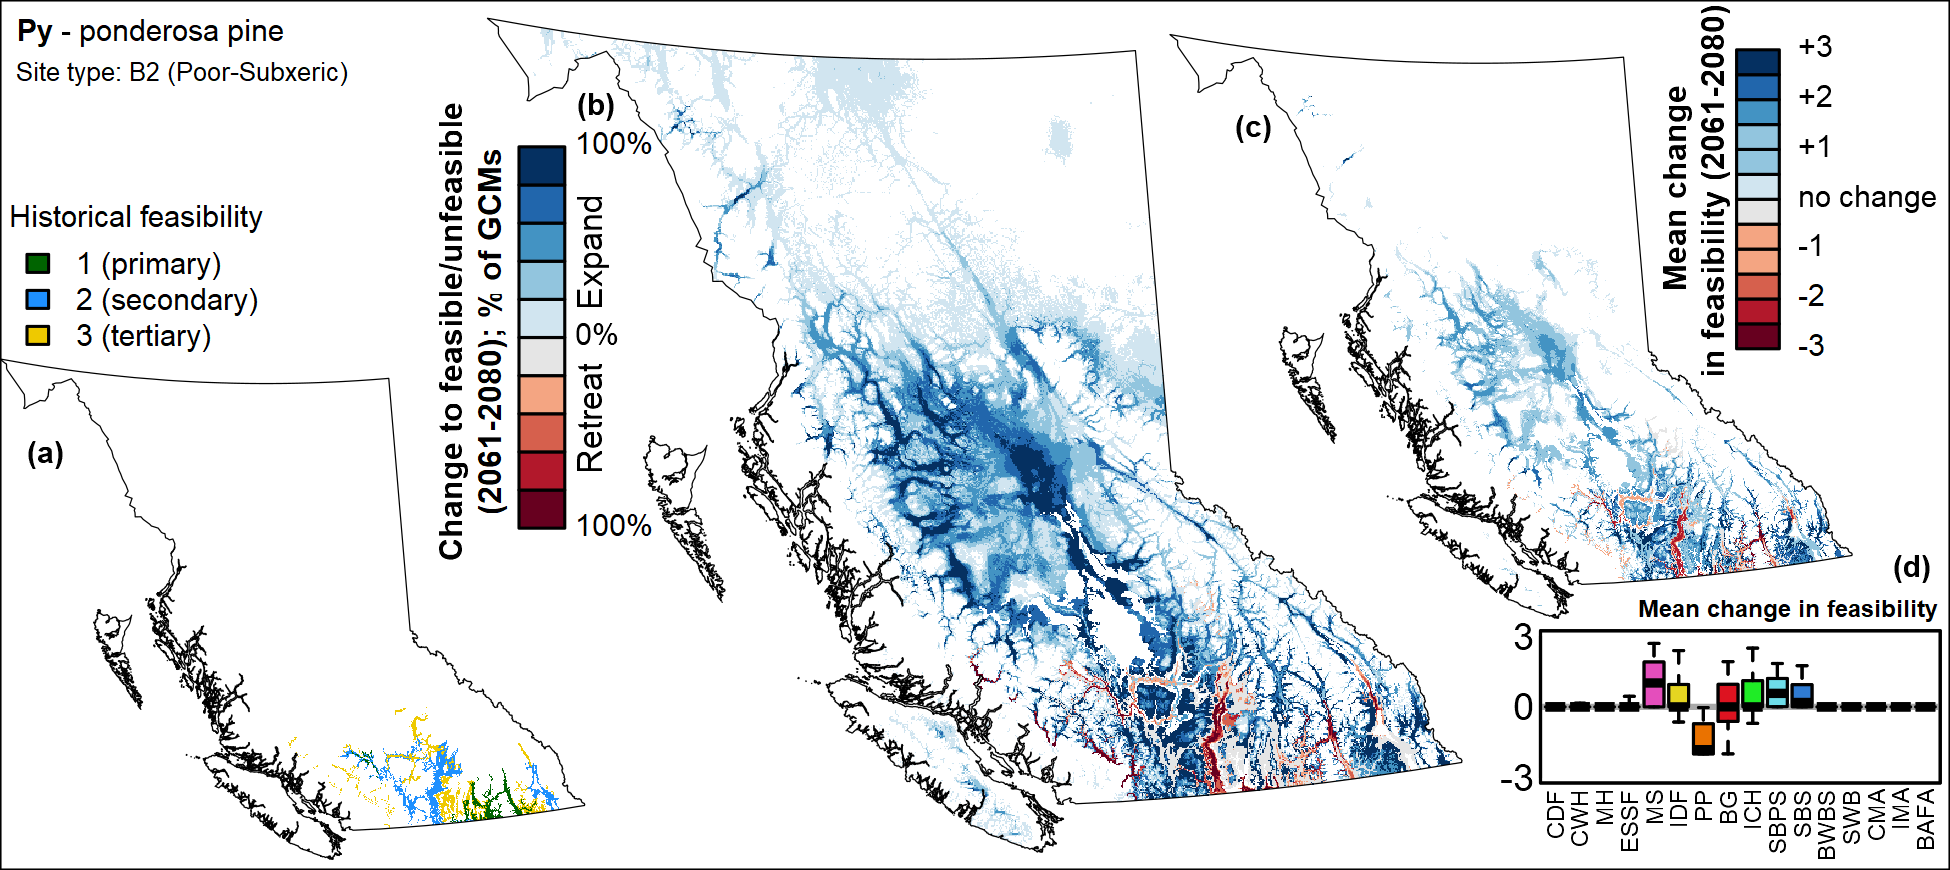 Py - ponderosa pine
Site type: B2 (Poor-Subxeric)
Historical feasibility
1 (primary)
2 (secondary)
3 (tertiary)
(a)
(b)
Change to feasible/unfeasible
(2061-2080); % of GCMs
100%
Expand
0%
Retreat
100%
(c)
Mean change
in feasibility (2061-2080)
+3
+2
+1
no change
-1
-2
-3
(d)
Mean change in feasibility
3
0
-3
CDF
CWH
MH
ESSF
MS
IDF
PP
BG
ICH
SBPS
SBS
BWBS
SWB
CMA
IMA
BAFA